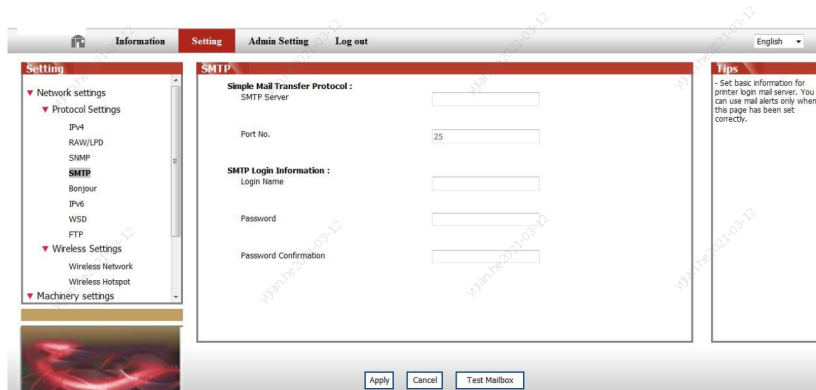 Information Setting Admin Setting Log out English
Setting
Network settings
Protocol Settings
IPv4
RAW/LPD
SNMP
SMTP
Bonjour
IPv6
WSD
FTP
Wireless Settings
Wireless Network
Wireless Hotspot
Machinery settings
SMTP
Simple Mail Transfer Protocol :
SMTP Server
Port No. 25
SMTP Login Information :
Login Name
Password
Password Confirmation
Apply Cancel Test Mailbox
Tips
- Set basic information for
printer login mail server. You
can use mail alerts only when
this page has been set
correctly.